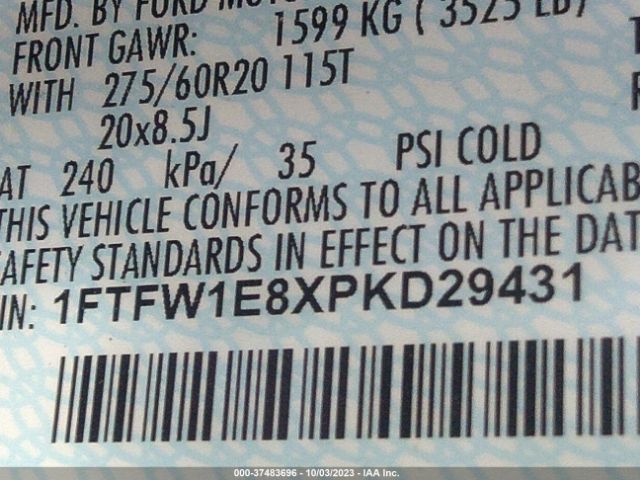 MFD. BY FORD
FRONT GAWR: 1599 KG ( 3525 LB)
WITH 275/60R20 115T
20x8.5J
AT 240 kPa/ 35 PSI COLD
THIS VEHICLE CONFORMS TO ALL APPLICAB
SAFETY STANDARDS IN EFFECT ON THE DAT
IN: 1FTFW1E8XPKD29431
000-37483696 - 10/03/2023 - IAA Inc.